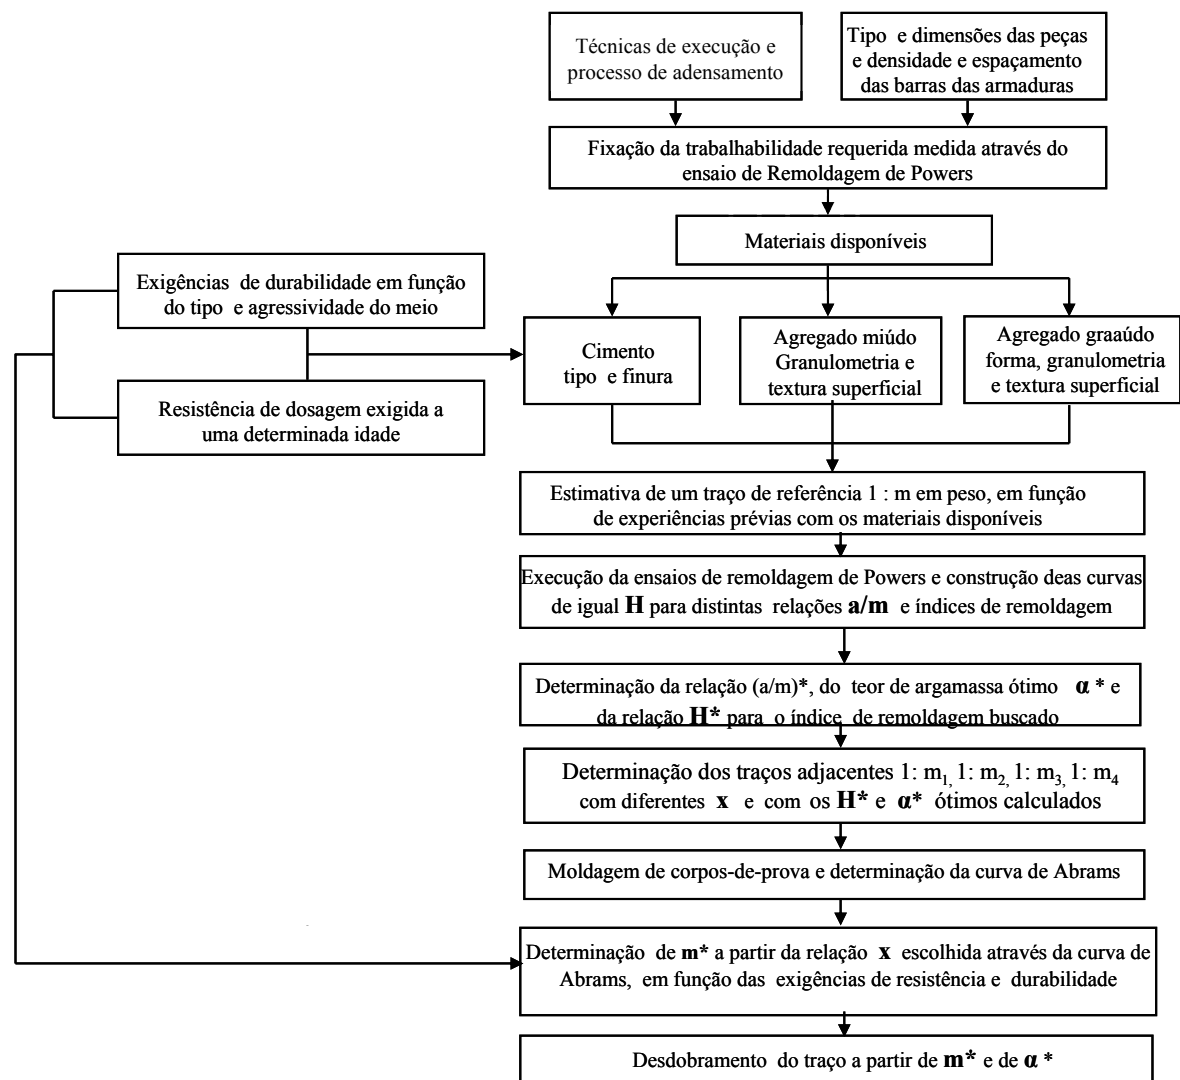 Técnicas de execução e
processo de adensamento
Tipo e dimensões das peças
e densidade e espaçamento
das barras das armaduras
Fixação da trabalhabilidade requerida medida através do
ensaio de Remoldagem de Powers
Materiais disponíveis
Exigências de durabilidade em função
do tipo e agressividade do meio
Resistência de dosagem exigida a
uma determinada idade
Cimento
tipo e finura
Agregado miúdo
Granulometria e
textura superficial
Agregado graaúdo
forma, granulometria
e textura superficial
Estimativa de um traço de referência 1 : m em peso, em função
de experiências prévias com os materiais disponíveis
Execução da ensaios de remoldagem de Powers e construção deas curvas
de igual H para distintas relações a/m e índices de remoldagem
Determinação da relação (a/m)*, do teor de argamassa ótimo α * e
da relação H* para o índice de remoldagem buscado
Determinação dos traços adjacentes 1: m1, 1: m2, 1: m3, 1: m4
com diferentes x e com os H* e α* ótimos calculados
Moldagem de corpos-de-prova e determinação da curva de Abrams
Determinação de m* a partir da relação x escolhida através da curva de
Abrams, em função das exigências de resistência e durabilidade
Desdobramento do traço a partir de m* e de α *